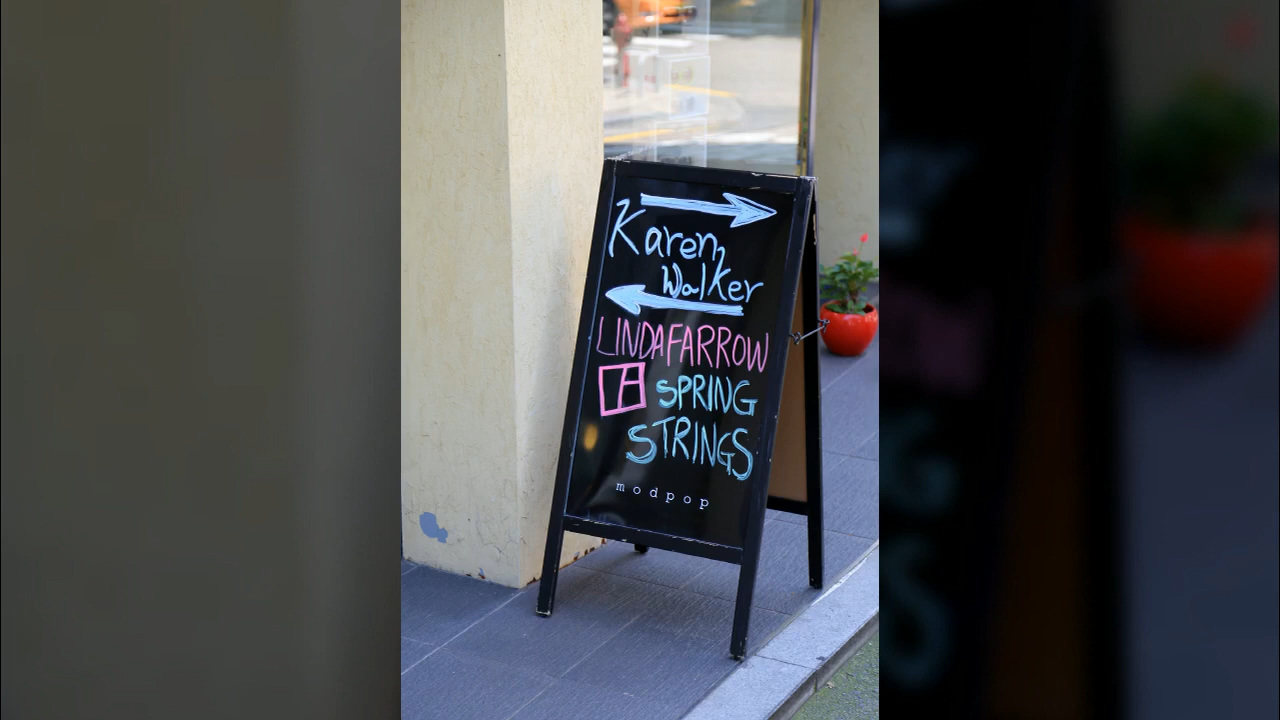 Karen
Walker
LINDAFARROW
SPRING
STRINGS
modpop